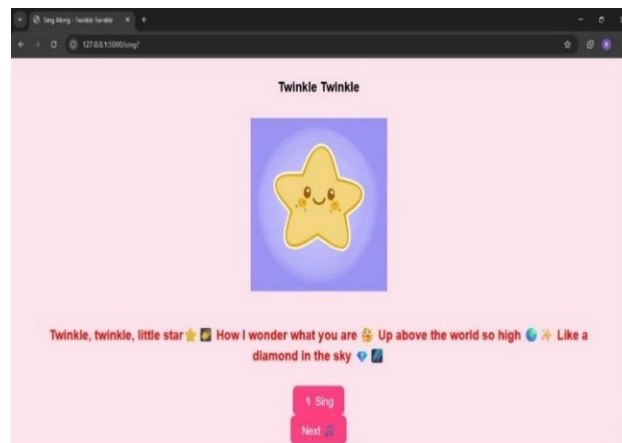 Sing Along - Twinkle Twinkle
127.0.0.1:5000/sing?
Twinkle Twinkle
Twinkle, twinkle, little star⭐🌠 How I wonder what you are 🤔 Up above the world so high 🌍 ✨ Like a
diamond in the sky 💎 🌌
🎙 Sing
Next 🎵